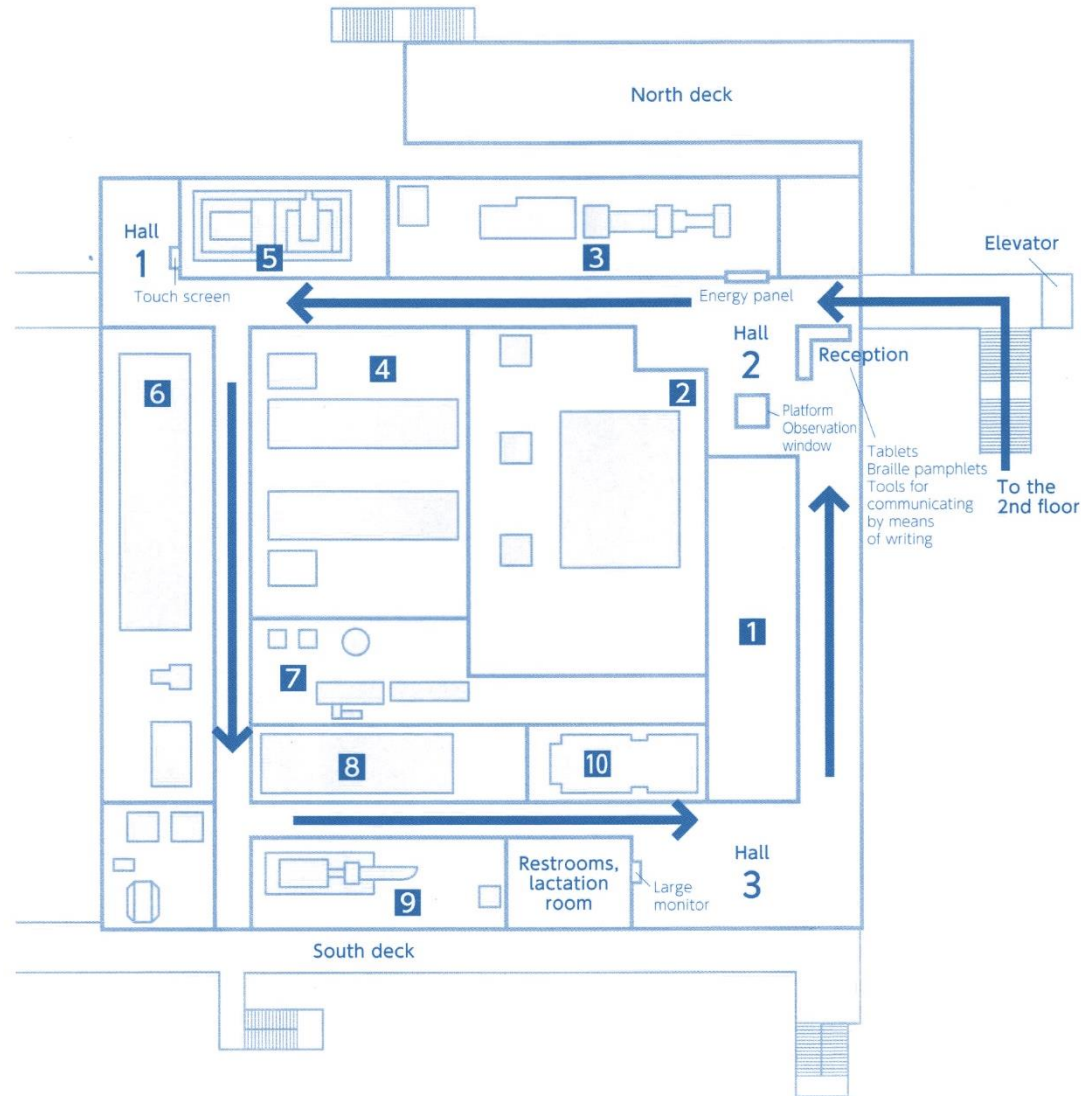 North deck
Hall
1
Touch screen
5
3
Energy panel
Elevator
Hall
2
Reception
Platform
Observation
window
Tablets
Braille pamphlets
Tools for
communicating
by means
of writing
To the
2nd floor
6
4
2
1
7
8
10
9
Restrooms,
lactation
room
Large
monitor
Hall
3
South deck